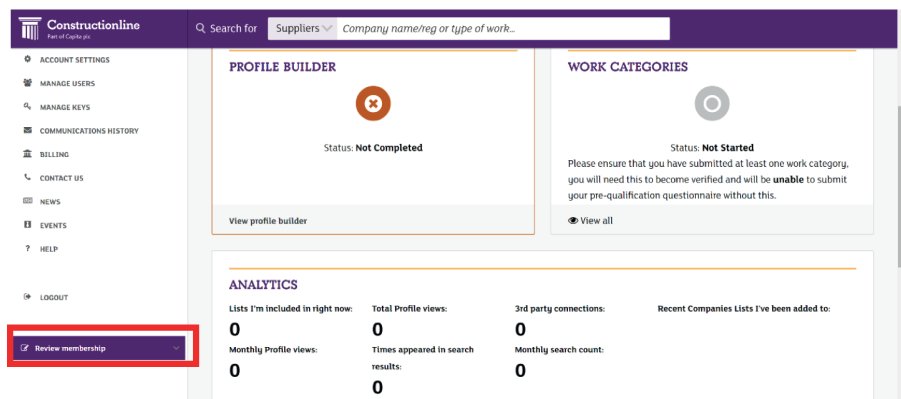 Constructionline
Part of Capita plc
Search for Suppliers Company name/reg or type of work...
ACCOUNT SETTINGS
MANAGE USERS
MANAGE KEYS
COMMUNICATIONS HISTORY
BILLING
CONTACT US
NEWS
EVENTS
? HELP
LOGOUT
Review membership
PROFILE BUILDER
Status: Not Completed
View profile builder
WORK CATEGORIES
Status: Not Started
Please ensure that you have submitted at least one work category,
you will need this to become verified and will be unable to submit
your pre-qualification questionnaire without this.
View all
ANALYTICS
Lists I'm included in right now:
0
Total Profile views:
0
3rd party connections:
0
Recent Companies Lists I've been added to:
Monthly Profile views:
0
Times appeared in search
results:
0
Monthly search count:
0